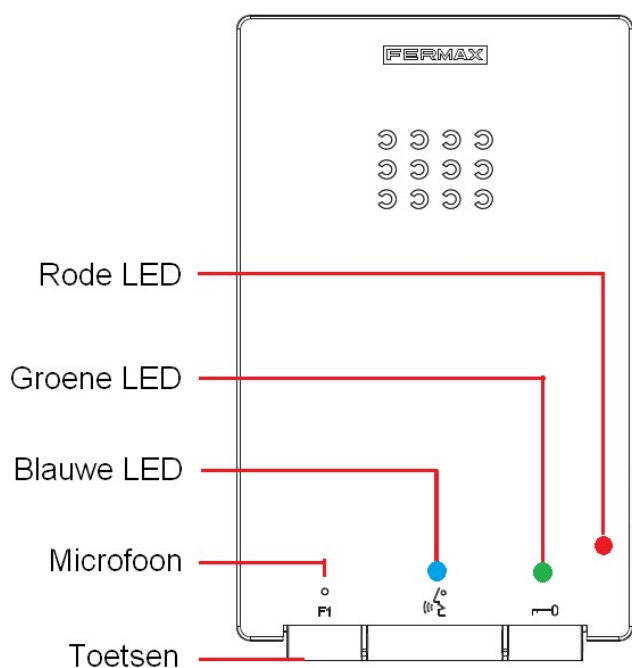 FERMAX
Rode LED
Groene LED
Blauwe LED
Microfoon
F1
Toetsen